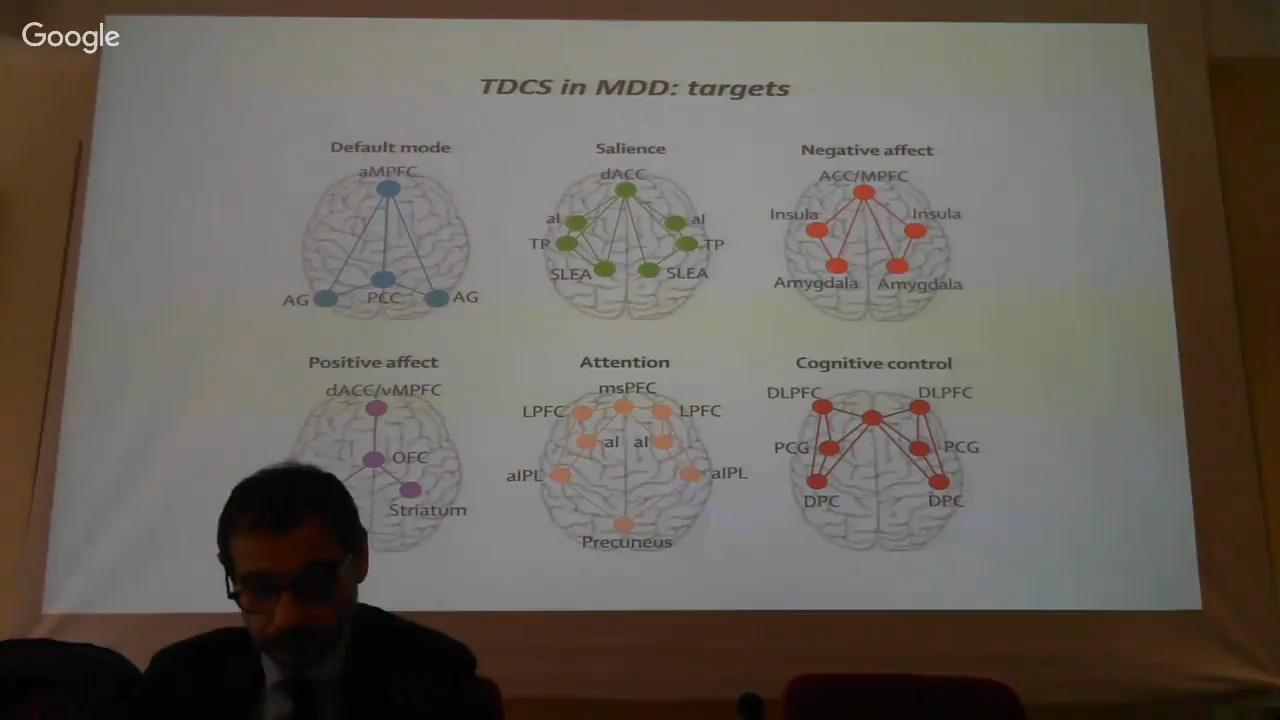 Google
TDCS in MDD: targets
Default mode
aMPFC
AG
PCC
AG
Salience
dACC
aI
aI
TP
TP
SLEA
SLEA
Negative affect
ACC/MPFC
Insula
Insula
Amygdala
Amygdala
Positive affect
dACC/vMPFC
OFC
Striatum
Attention
msPFC
LPFC
LPFC
aI
aI
aIPL
aIPL
Precuneus
Cognitive control
DLPFC
DLPFC
PCG
PCG
DPC
DPC